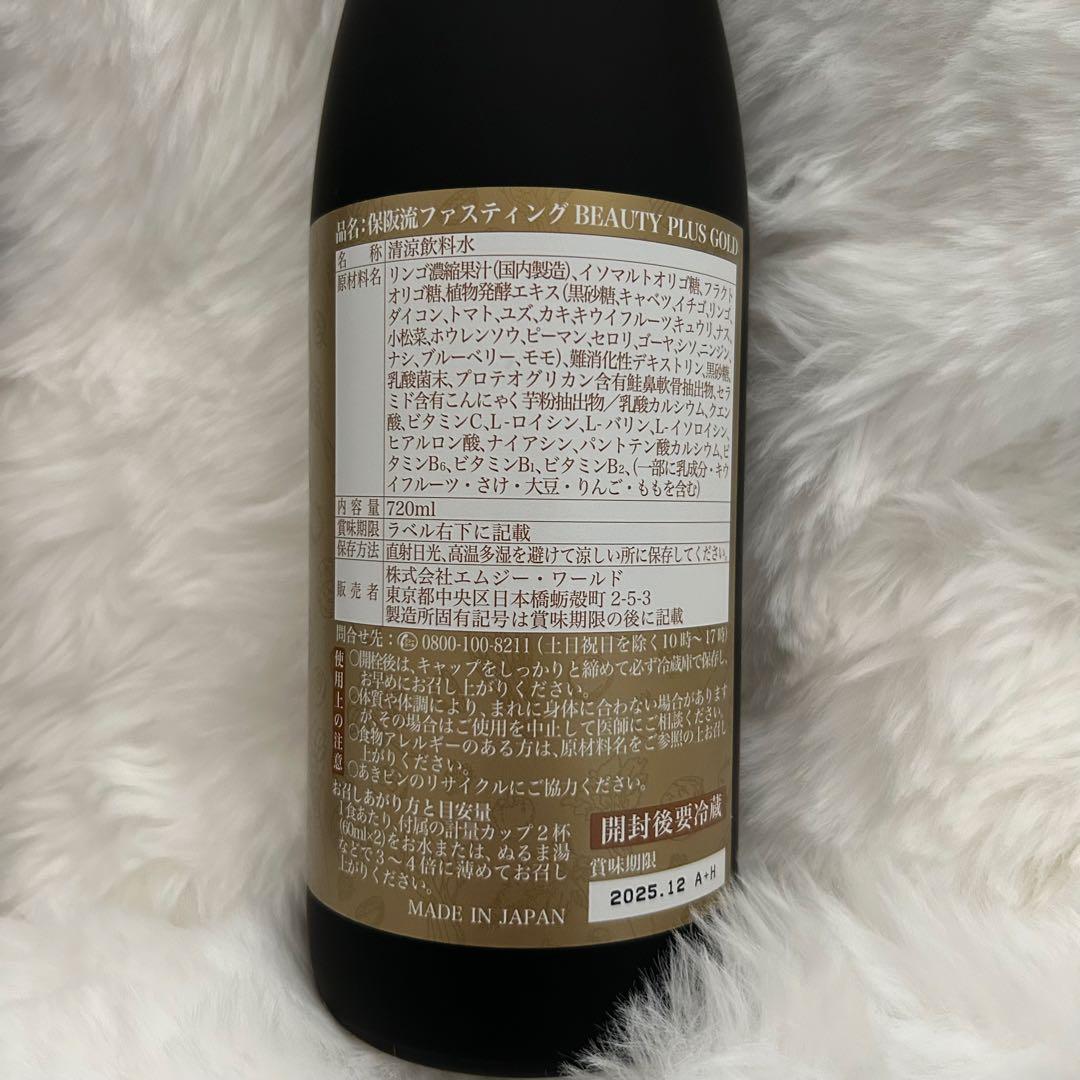 品名:保阪流ファスティング BEAUTY PLUS GOLD
名称 清涼飲料水
原材料名 リンゴ濃縮果汁(国内製造)、イソマルトオリゴ糖、フラクト
オリゴ糖、植物発酵エキス(黒砂糖、キャベツ、イチゴ、リンゴ、
ダイコン、トマト、ユズ、カキ、キウイフルーツ、キュウリ、ナス、
小松菜、ホウレンソウ、ピーマン、セロリ、ゴーヤ、シソ、ニンジン、
ナシ、ブルーベリー、モモ)、難消化性デキストリン、黒砂糖、
乳酸菌末、プロテオグリカン含有鮭鼻軟骨抽出物、セラ
ミド含有こんにゃく芋粉抽出物/乳酸カルシウム、クエン
酸、ビタミンC、L-ロイシン、L-バリン、L-イソロイシン、
ヒアルロン酸、ナイアシン、パントテン酸カルシウム、ビ
タミンB6、ビタミンB1、ビタミンB2、(一部に乳成分・キウ
イフルーツ・さけ・大豆・りんご・ももを含む)
内容量 720ml
賞味期限 ラベル右下に記載
保存方法 直射日光、高温多湿を避けて涼しい所に保存してください。
販売者 株式会社エムジー・ワールド
東京都中央区日本橋蛎殻町 2-5-3
製造所固有記号は賞味期限の後に記載
問合せ先: 0800-100-8211 (土日祝日を除く10時~17時)
使用上の注意
○開栓後は、キャップをしっかりと締めて必ず冷蔵庫で保存し、
お早めにお召し上がりください。
○体質や体調により、まれに身体に合わない場合があります
が、その場合はご使用を中止して医師にご相談ください。
○食物アレルギーのある方は、原材料名をご参照の上お召し
上がりください。
○あきビンのリサイクルにご協力ください。
お召しあがり方と目安量
1食あたり、付属の計量カップ2杯
(60ml×2)をお水または、ぬるま湯
などで3~4倍に薄めてお召し
上がりください。
MADE IN JAPAN
開封後要冷蔵
賞味期限
2025.12 A+H